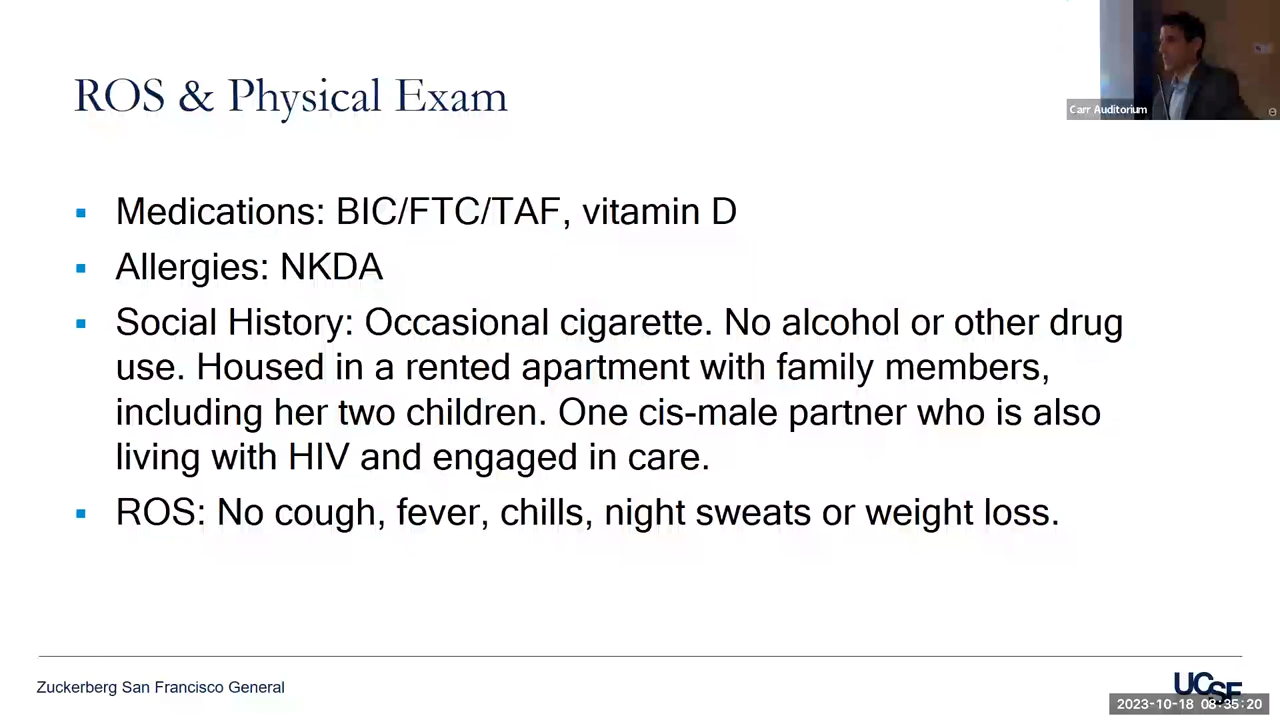 ROS & Physical Exam
Carr Auditorium
Medications: BIC/FTC/TAF, vitamin D
Allergies: NKDA
Social History: Occasional cigarette. No alcohol or other drug
use. Housed in a rented apartment with family members,
including her two children. One cis-male partner who is also
living with HIV and engaged in care.
ROS: No cough, fever, chills, night sweats or weight loss.
Zuckerberg San Francisco General
UCSF
2023-10-18 08:35:20